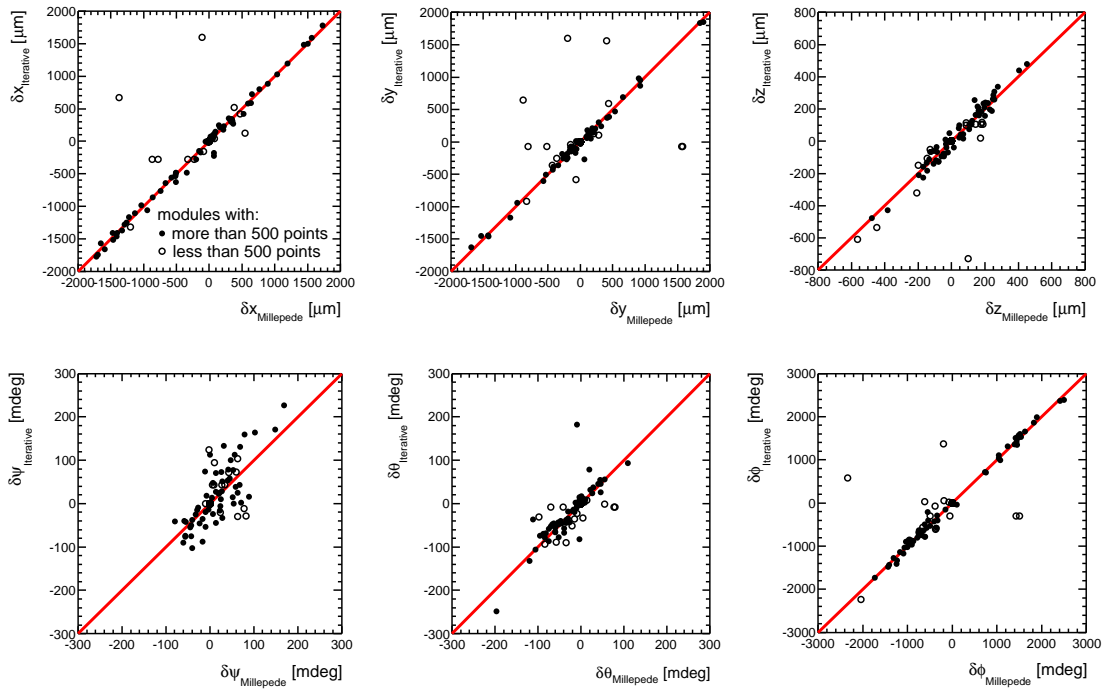 δx_Iterative [μm]
2000
1500
1000
500
0
-500
-1000
-1500
-2000
modules with:
more than 500 points
less than 500 points
-2000 -1500 -1000 -500 0 500 1000 1500 2000
δx_Millepede [μm]
δy_Iterative [μm]
2000
1500
1000
500
0
-500
-1000
-1500
-2000
-2000 -1500 -1000 -500 0 500 1000 1500 2000
δy_Millepede [μm]
δz_Iterative [μm]
800
600
400
200
0
-200
-400
-600
-800
-800 -600 -400 -200 0 200 400 600 800
δz_Millepede [μm]
δψ_Iterative [mdeg]
300
200
100
0
-100
-200
-300
-300 -200 -100 0 100 200 300
δψ_Millepede [mdeg]
δθ_Iterative [mdeg]
300
200
100
0
-100
-200
-300
-300 -200 -100 0 100 200 300
δθ_Millepede [mdeg]
δϕ_Iterative [mdeg]
3000
2000
1000
0
-1000
-2000
-3000
-3000 -2000 -1000 0 1000 2000 3000
δϕ_Millepede [mdeg]